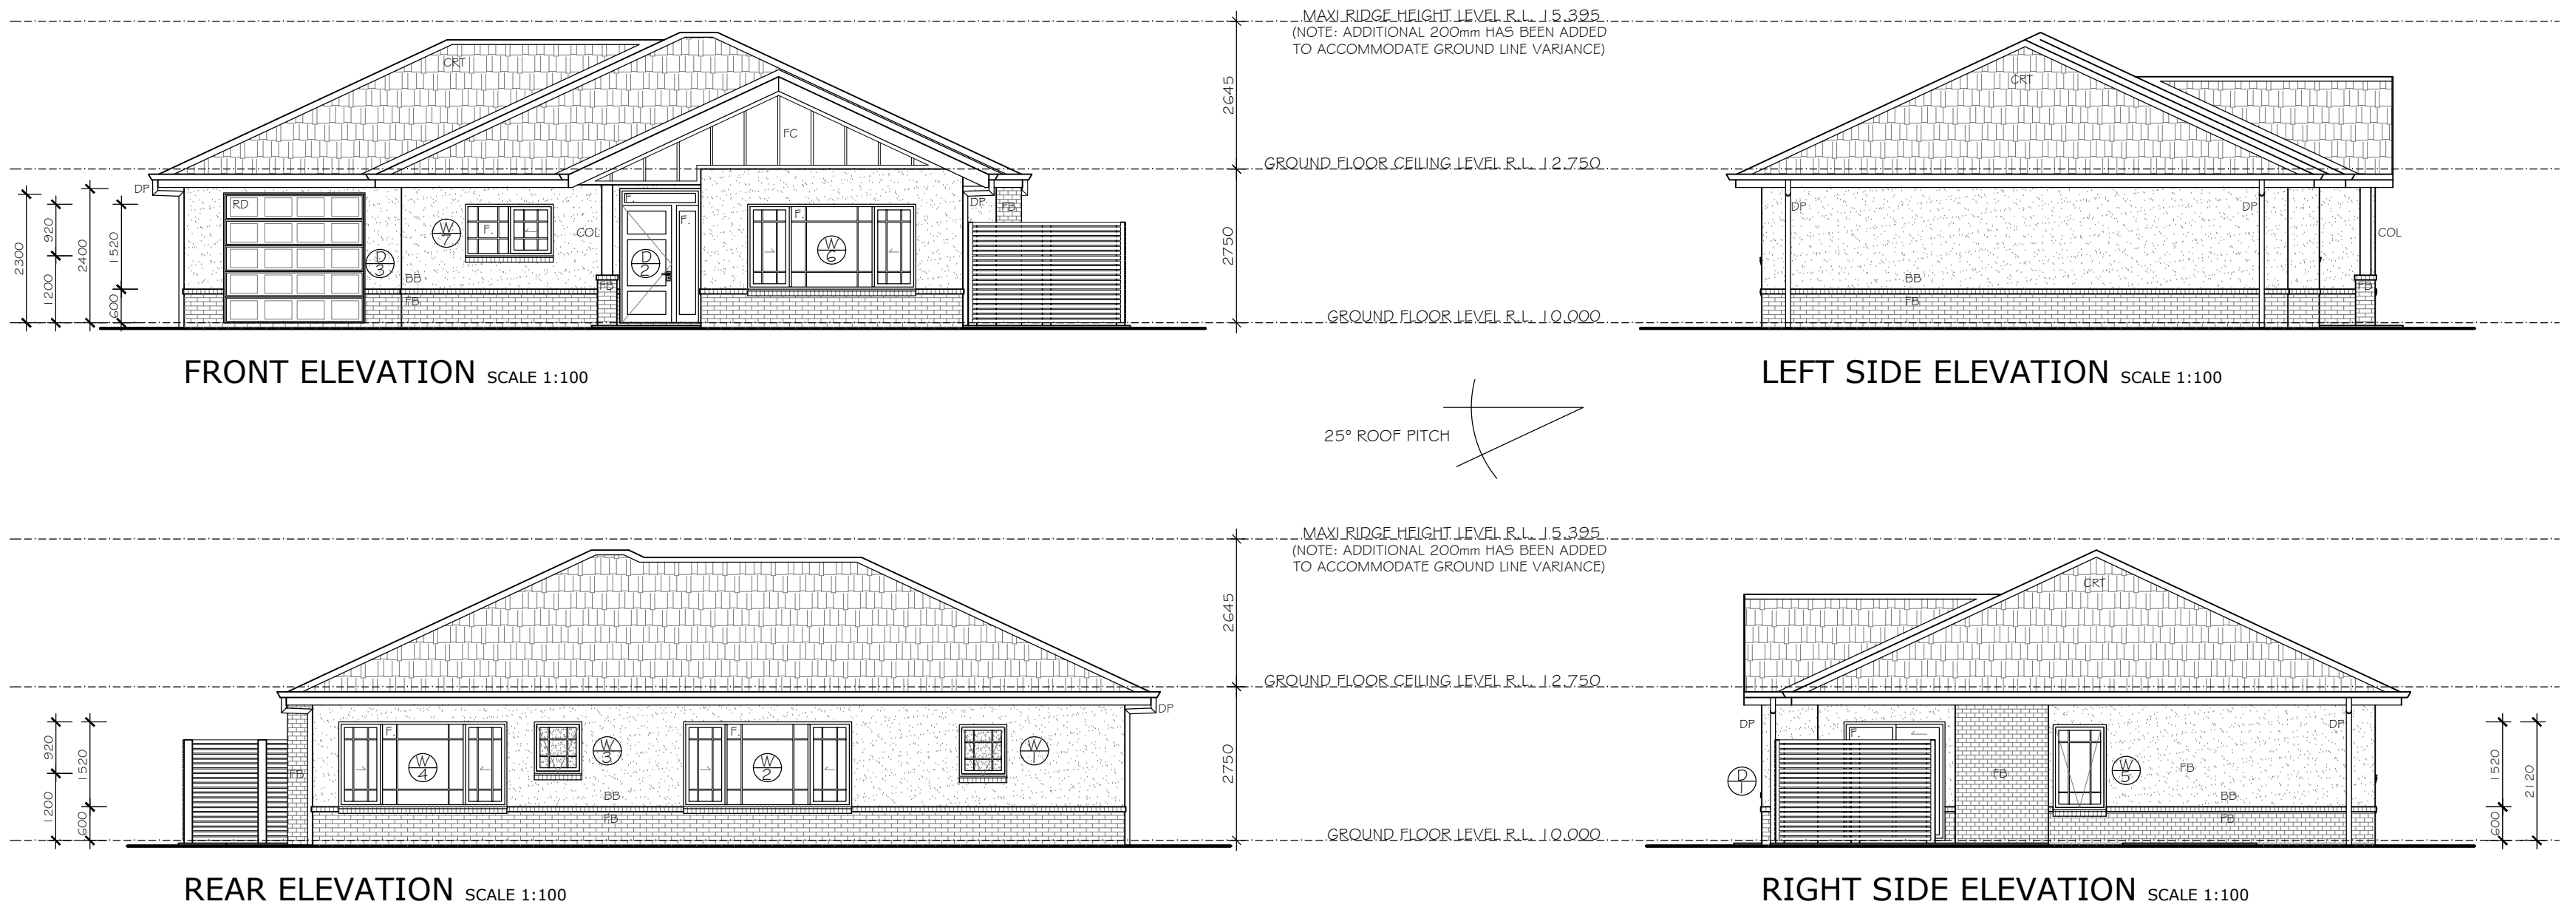 MAXI RIDGE HEIGHT LEVEL R.L. 15.395
(NOTE: ADDITIONAL 200mm HAS BEEN ADDED
TO ACCOMMODATE GROUND LINE VARIANCE)
2645
GROUND FLOOR CEILING LEVEL R.L. 12.750
2750
GROUND FLOOR LEVEL R.L. 10.000
CRT
FC
DP
RD
W
7
F.
COL
F.
F.
D
2
F.
W
6
DP
FB
D
3
BB
FB
FB
2300
920
1200
2400
1520
600
FRONT ELEVATION SCALE 1:100
CRT
DP
DP
COL
BB
FB
FB
LEFT SIDE ELEVATION SCALE 1:100
25° ROOF PITCH
MAXI RIDGE HEIGHT LEVEL R.L. 15.395
(NOTE: ADDITIONAL 200mm HAS BEEN ADDED
TO ACCOMMODATE GROUND LINE VARIANCE)
2645
GROUND FLOOR CEILING LEVEL R.L. 12.750
2750
GROUND FLOOR LEVEL R.L. 10.000
DP
920
1200
1520
600
FB
F.
W
4
W
3
F.
W
2
W
1
BB
FB
REAR ELEVATION SCALE 1:100
CRT
DP
F.
D
1
FB
W
5
FB
DP
BB
FB
1520
600
2120
RIGHT SIDE ELEVATION SCALE 1:100